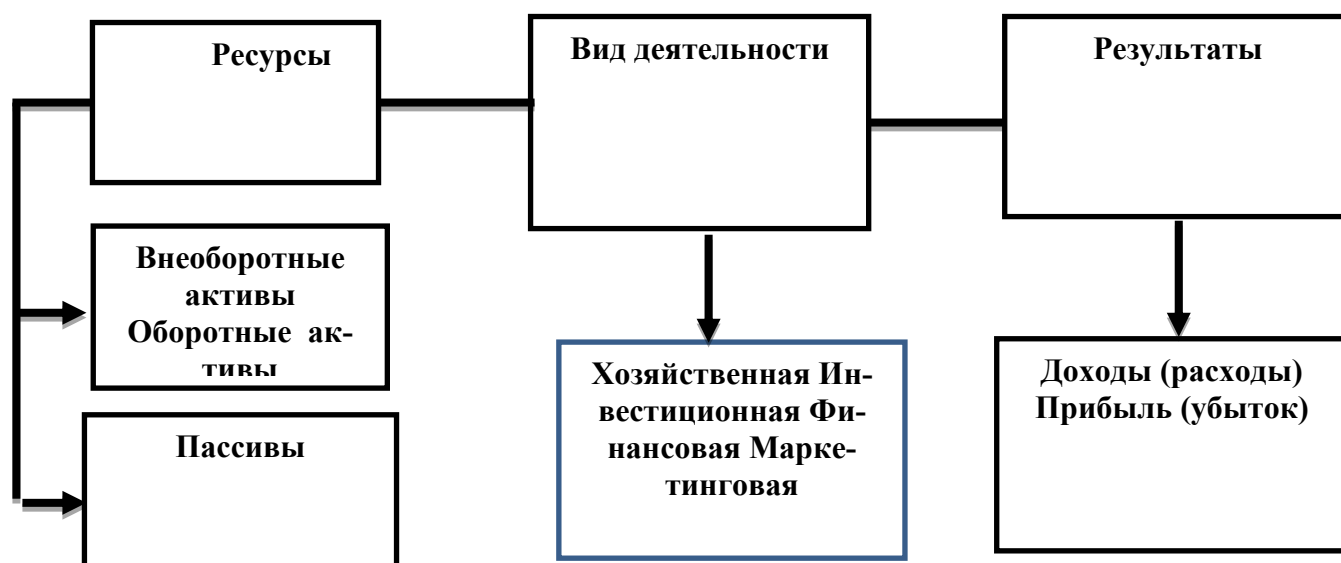 Ресурсы
Вид деятельности
Результаты
Внеоборотные
активы
Оборотные ак-
тивы
Хозяйственная Ин-
вестиционная Фи-
нансовая Марке-
тинговая
Доходы (расходы)
Прибыль (убыток)
Пассивы